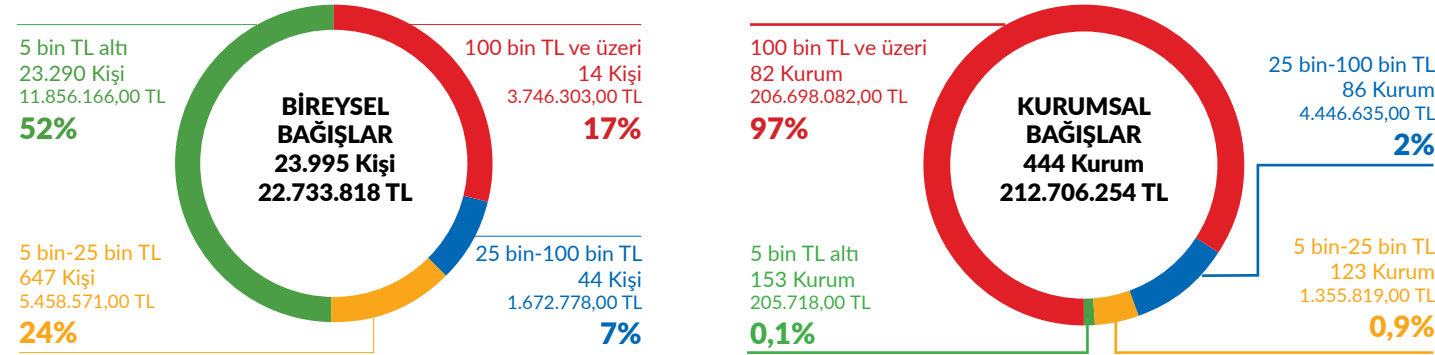 5 bin TL altı
23.290 Kişi
11.856.166,00 TL
52%
100 bin TL ve üzeri
14 Kişi
3.746.303,00 TL
17%
BİREYSEL
BAĞIŞLAR
23.995 Kişi
22.733.818 TL
5 bin-25 bin TL
647 Kişi
5.458.571,00 TL
24%
25 bin-100 bin TL
44 Kişi
1.672.778,00 TL
7%
100 bin TL ve üzeri
82 Kurum
206.698.082,00 TL
97%
25 bin-100 bin TL
86 Kurum
4.446.635,00 TL
2%
KURUMSAL
BAĞIŞLAR
444 Kurum
212.706.254 TL
5 bin TL altı
153 Kurum
205.718,00 TL
0,1%
5 bin-25 bin TL
123 Kurum
1.355.819,00 TL
0,9%